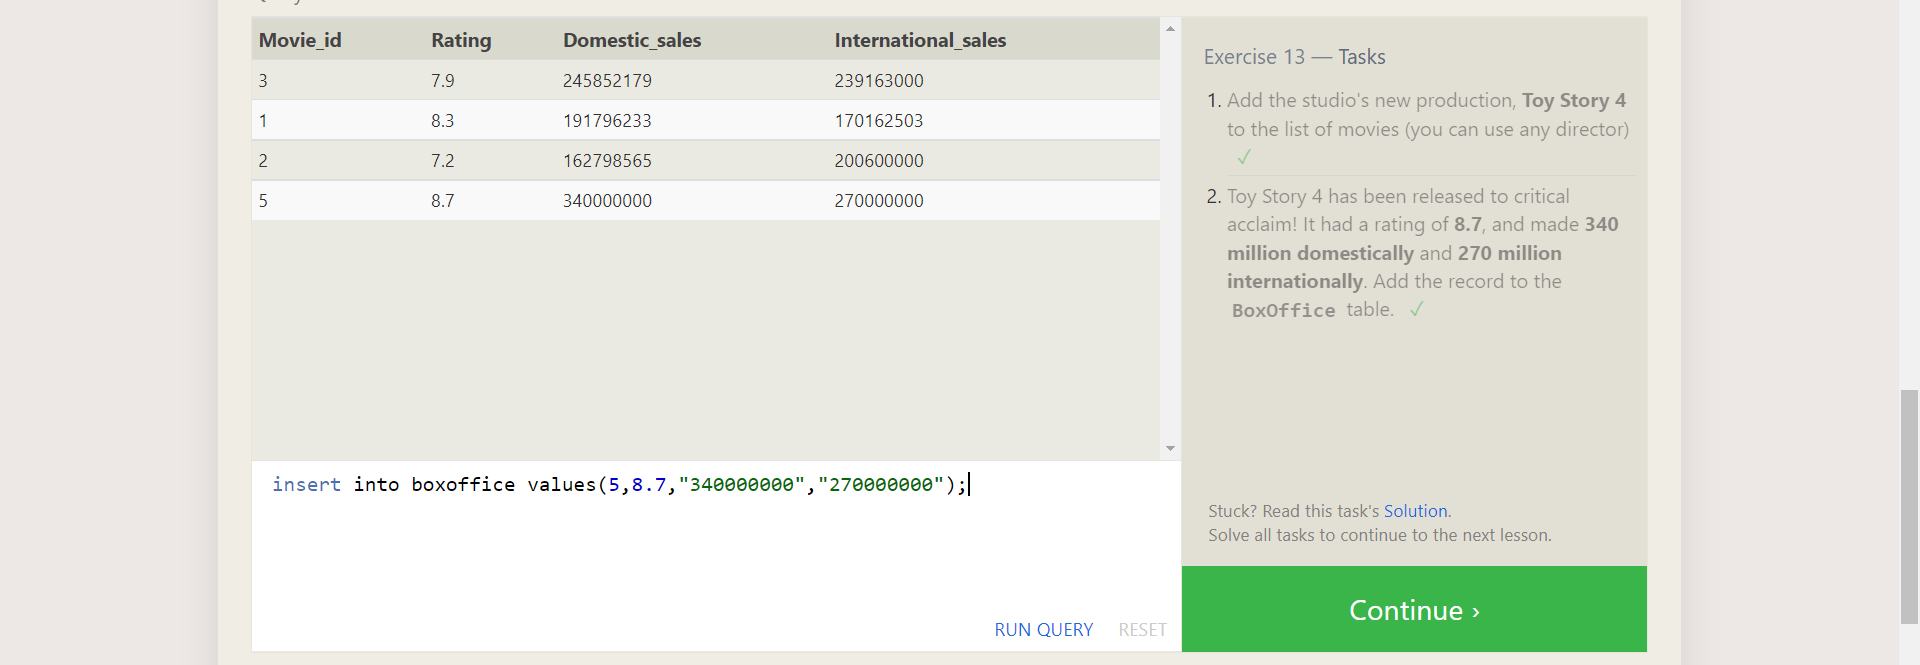 Movie_id Rating Domestic_sales International_sales
3 7.9 245852179 239163000
1 8.3 191796233 170162503
2 7.2 162798565 200600000
5 8.7 340000000 270000000
insert into boxoffice values(5,8.7,"340000000","270000000");
RUN QUERY RESET
Exercise 13 — Tasks
1. Add the studio's new production, Toy Story 4
to the list of movies (you can use any director)
✓
2. Toy Story 4 has been released to critical
acclaim! It had a rating of 8.7, and made 340
million domestically and 270 million
internationally. Add the record to the
BoxOffice table. ✓
Stuck? Read this task's Solution.
Solve all tasks to continue to the next lesson.
Continue ›